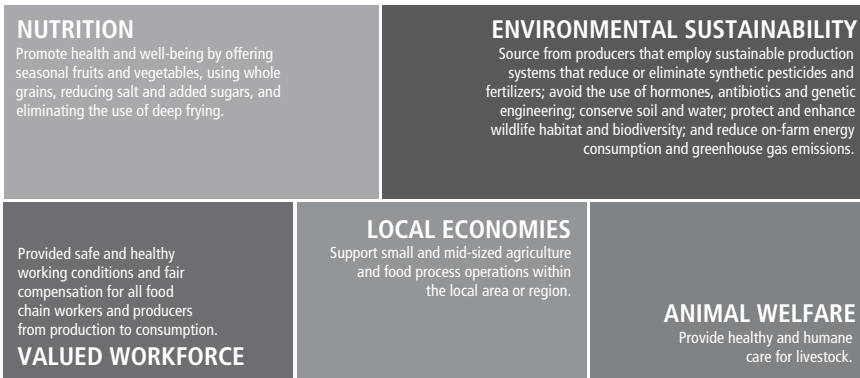 NUTRITION
Promote health and well-being by offering
seasonal fruits and vegetables, using whole
grains, reducing salt and added sugars, and
eliminating the use of deep frying.
ENVIRONMENTAL SUSTAINABILITY
Source from producers that employ sustainable production
systems that reduce or eliminate synthetic pesticides and
fertilizers; avoid the use of hormones, antibiotics and genetic
engineering; conserve soil and water; protect and enhance
wildlife habitat and biodiversity; and reduce on-farm energy
consumption and greenhouse gas emissions.
Provided safe and healthy
working conditions and fair
compensation for all food
chain workers and producers
from production to consumption.
VALUED WORKFORCE
LOCAL ECONOMIES
Support small and mid-sized agriculture
and food process operations within
the local area or region.
ANIMAL WELFARE
Provide healthy and humane
care for livestock.